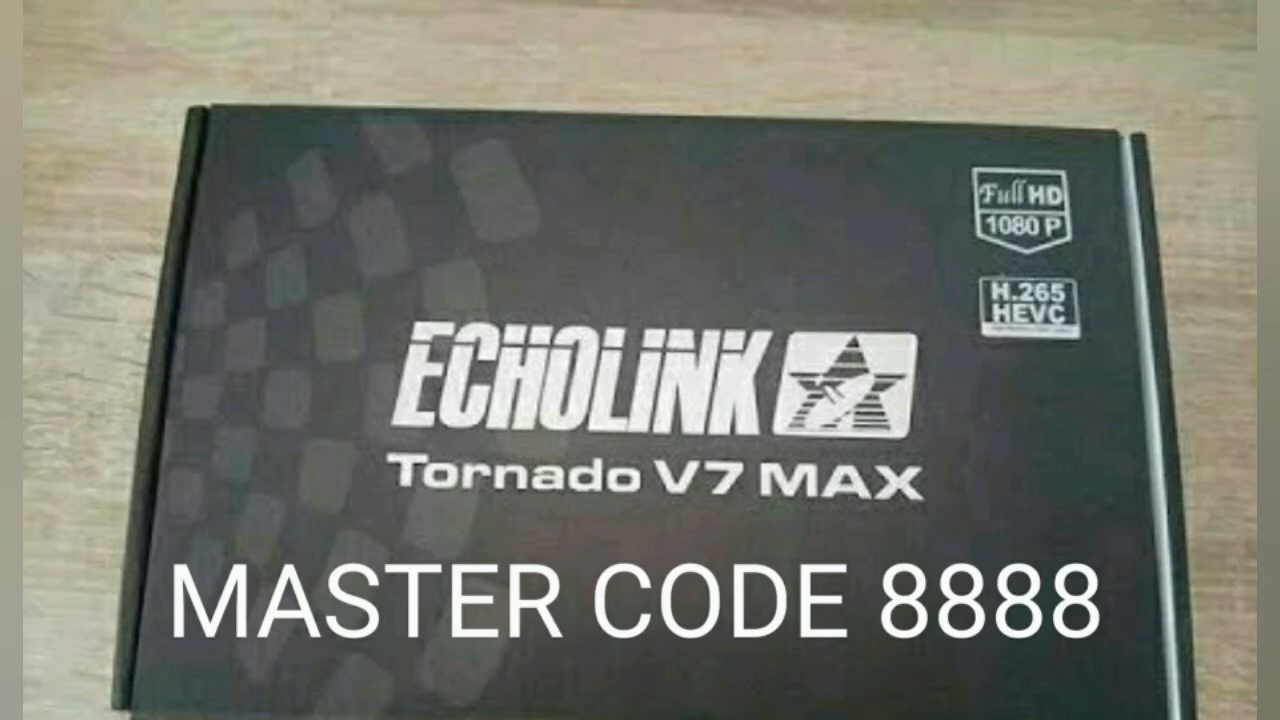 Full HD
1080 P
H.265
HEVC
ECHOLINK
Tornado V7 MAX
MASTER CODE 8888